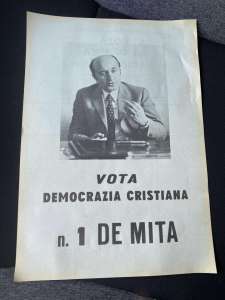 VOTA
DEMOCRAZIA CRISTIANA
n. 1 DE MITA